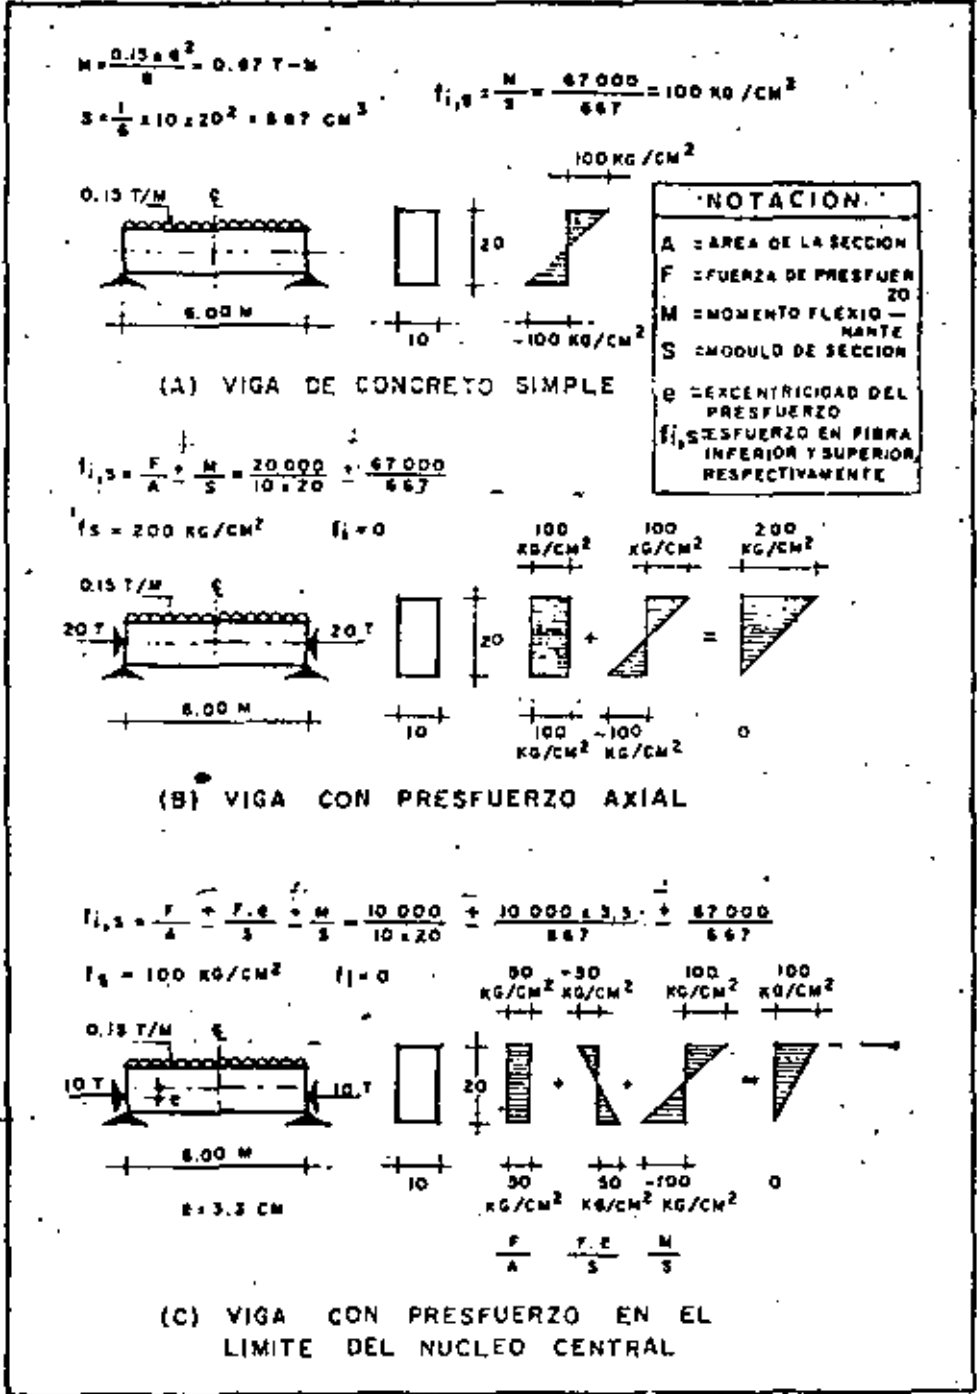 M = 0.15 x 6² / 8 = 0.67 T-M
S = 1/6 x 10 x 20² = 667 CM³
fi,s = M/S = 67 000 / 667 = 100 KG/CM²
100 KG/CM²
0.15 T/M
℄
20
6.00 M
10
-100 KG/CM²
(A) VIGA DE CONCRETO SIMPLE
NOTACION
A = AREA DE LA SECCION
F = FUERZA DE PRESFUER
ZO
M = MOMENTO FLEXIO —
NANTE
S = MODULO DE SECCION
e = EXCENTRICIDAD DEL
PRESFUERZO
fi,s = ESFUERZO EN FIBRA
INFERIOR Y SUPERIOR,
RESPECTIVAMENTE
fi,s = F/A ± M/S = 20 000 / 10 x 20 ± 67 000 / 667
fs = 200 KG/CM² fi = 0
100 KG/CM² 100 KG/CM² 200 KG/CM²
0.15 T/M
℄
20 T 20 T
20 + =
6.00 M
10
100 KG/CM² -100 KG/CM² 0
(B) VIGA CON PRESFUERZO AXIAL
fi,s = F/A ± F.e/S ± M/S = 10 000 / 10 x 20 ± 10 000 x 3.3 / 667 ± 67 000 / 667
fs = 100 KG/CM² fi = 0
50 KG/CM² -50 KG/CM² 100 KG/CM² 100 KG/CM²
0.15 T/M
℄
10 T e 10 T
20 + + =
6.00 M
10
50 KG/CM² 50 KG/CM² -100 KG/CM² 0
e = 3.3 CM
F/A F.e/S M/S
(C) VIGA CON PRESFUERZO EN EL
LIMITE DEL NUCLEO CENTRAL